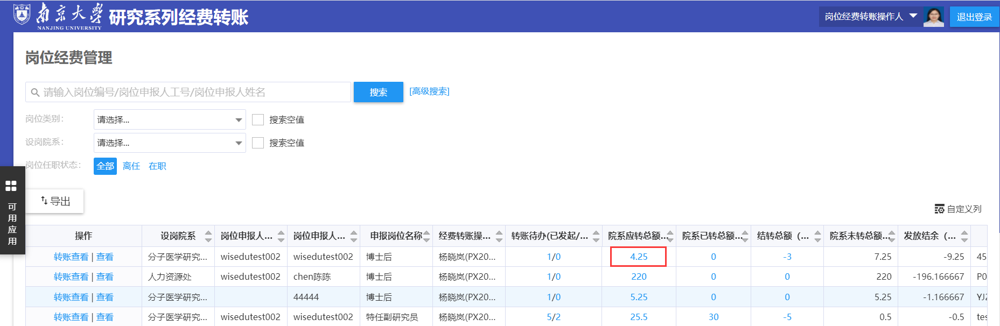 南京大学 研究系列经费转账 岗位经费转账操作人 退出登录
NANJING UNIVERSITY
岗位经费管理
请输入岗位编号/岗位申报人工号/岗位申报人姓名 搜索 [高级搜索]
岗位类别: 请选择... 搜索空值
设岗院系: 请选择... 搜索空值
岗位任职状态: 全部 离任 在职
可用应用
导出
自定义列
操作 设岗院系 岗位申报人... 岗位申报人... 申报岗位名称 经费转账操... 转账待办(已发起/... 院系应转总额... 院系已转总额... 结转总额（... 院系未转总额... 发放结余（...
转账查看 | 查看 分子医学研究... wisedutest002 wisedutest002 博士后 杨晓岚(PX20... 1/0 4.25 0 -3 7.25 -9.25 45
转账查看 | 查看 人力资源处 wisedutest002 chen陈陈 博士后 杨晓岚(PX20... 1/0 220 0 0 220 -196.166667 P0
转账查看 | 查看 分子医学研究... 44444 博士后 杨晓岚(PX20... 1/0 5.25 0 0 5.25 -1.166667 YJ2
转账查看 | 查看 分子医学研究... wisedutest002 wisedutest002 特任副研究员 杨晓岚(PX20... 5/2 25.5 30 -5 0.5 -0.5 tes